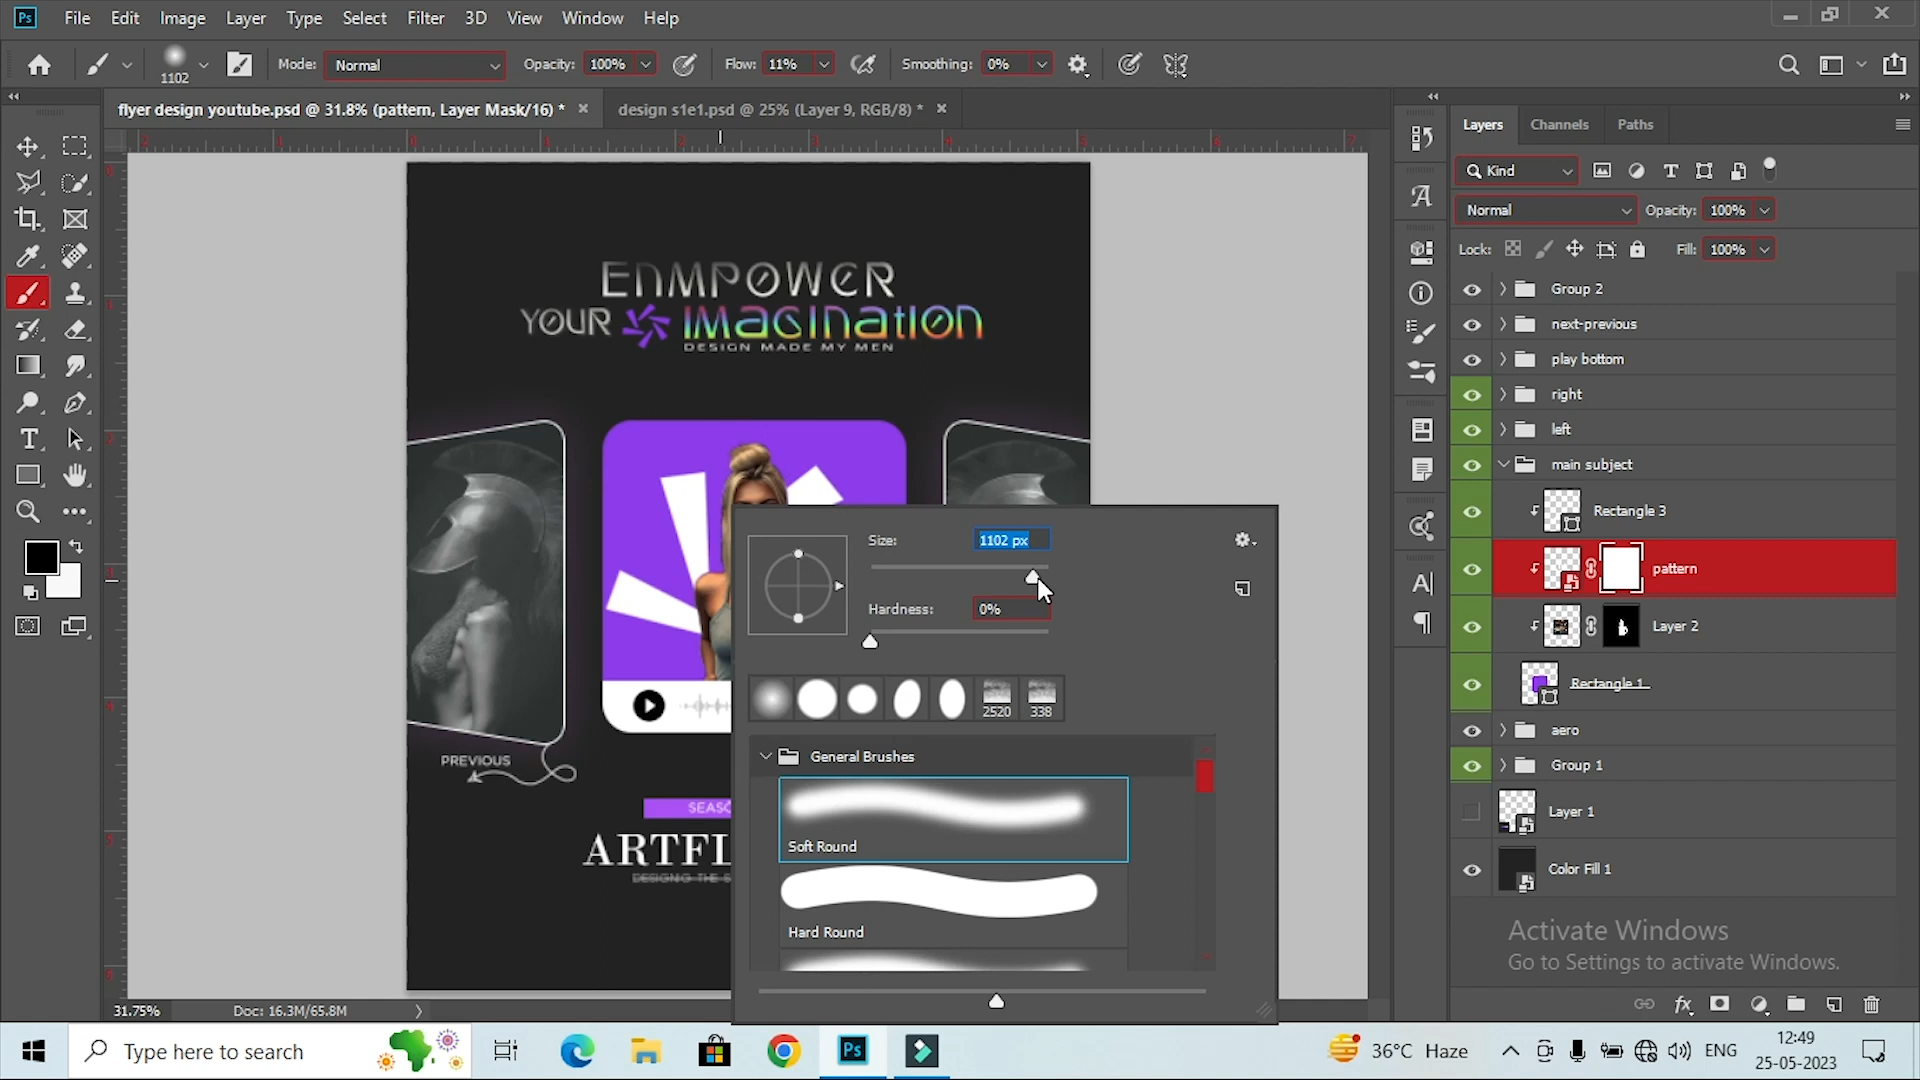 Ps File Edit Image Layer Type Select Filter 3D View Window Help
1102 Mode: Normal Opacity: 100% Flow: 11% Smoothing: 0%
flyer design youtube.psd @ 31.8% (pattern, Layer Mask/16) * design s1e1.psd @ 25% (Layer 9, RGB/8) *
Layers Channels Paths
Kind
Normal Opacity: 100%
Lock: Fill: 100%
Group 2
next-previous
play bottom
right
left
main subject
Rectangle 3
pattern
Layer 2
Rectangle 1
aero
Group 1
Layer 1
Color Fill 1
ENMPOWER
YOUR IMAGINATION
DESIGN MADE MY MEN
PREVIOUS
SEASO
ARTFL
DESIGNIG THE S
Size: 1102 px
Hardness: 0%
2520 338
General Brushes
Soft Round
Hard Round
Activate Windows
Go to Settings to activate Windows.
31.75% Doc: 16.3M/65.8M
Type here to search
Ps
36°C Haze
ENG
12:49
25-05-2023